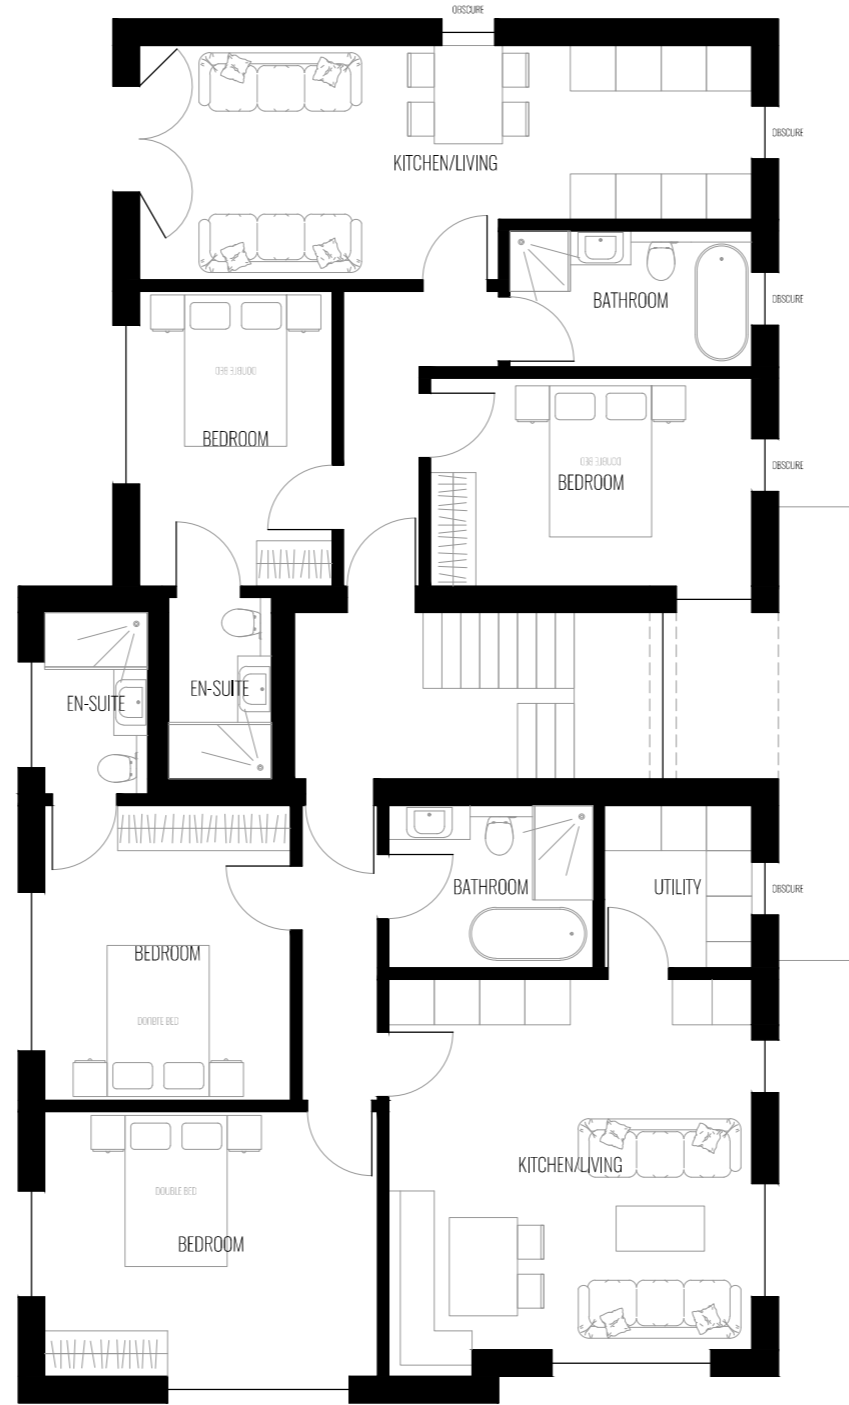 OBSCURE
OBSCURE
KITCHEN/LIVING
BATHROOM
OBSCURE
DOUBLE BED
BEDROOM
DOUBLE BED
OBSCURE
BEDROOM
EN-SUITE
EN-SUITE
BATHROOM
UTILITY
OBSCURE
BEDROOM
DOUBLE BED
KITCHEN/LIVING
DOUBLE BED
BEDROOM